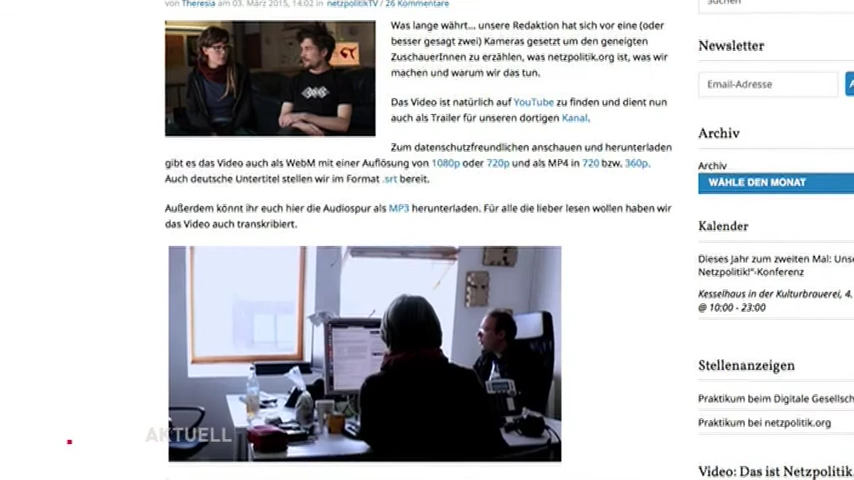 von Theresia am 03. März 2015, 14:02 in netzpolitikTV / 26 Kommentare
Was lange währt... unsere Redaktion hat sich vor eine (oder
besser gesagt zwei) Kameras gesetzt um den geneigten
ZuschauerInnen zu erzählen, was netzpolitik.org ist, was wir
machen und warum wir das tun.
Das Video ist natürlich auf YouTube zu finden und dient nun
auch als Trailer für unseren dortigen Kanal.
Zum datenschutzfreundlichen anschauen und herunterladen
gibt es das Video auch als WebM mit einer Auflösung von 1080p oder 720p und als MP4 in 720 bzw. 360p.
Auch deutsche Untertitel stellen wir im Format .srt bereit.
Außerdem könnt ihr euch hier die Audiospur als MP3 herunterladen. Für alle die lieber lesen wollen haben wir
das Video auch transkribiert.
AKTUELL
Suchen
Newsletter
Email-Adresse
Archiv
Archiv
WÄHLE DEN MONAT
Kalender
Dieses Jahr zum zweiten Mal: Uns
Netzpolitik!"-Konferenz
Kesselhaus in der Kulturbrauerei, 4.
@ 10:00 - 23:00
Stellenanzeigen
Praktikum beim Digitale Gesellsch
Praktikum bei netzpolitik.org
Video: Das ist Netzpolitik.